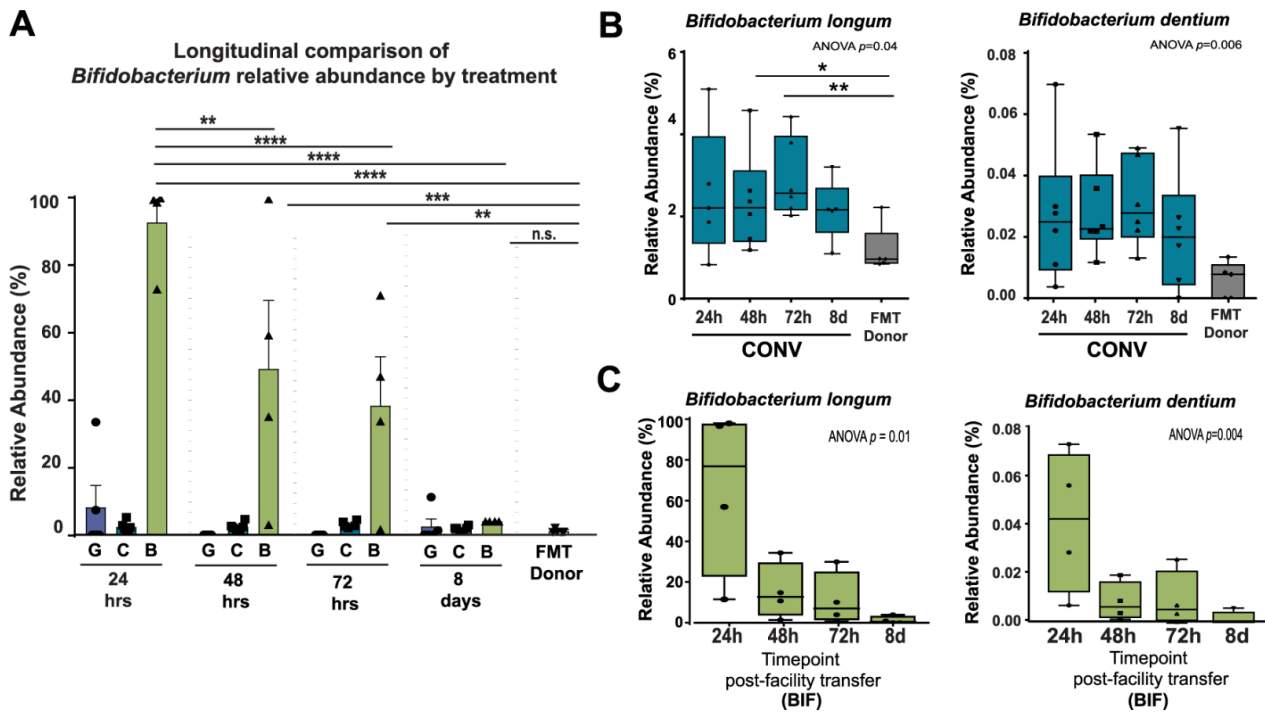 A
Longitudinal comparison of
Bifidobacterium relative abundance by treatment
**
****
****
****
***
**
n.s.
Relative Abundance (%)
100
80
60
40
20
0
G C B G C B G C B G C B FMT
Donor
24
hrs
48
hrs
72
hrs
8
days
B
Bifidobacterium longum
ANOVA p=0.04
*
**
Relative Abundance (%)
6
4
2
0
24h 48h 72h 8d FMT
Donor
CONV
Bifidobacterium dentium
ANOVA p=0.006
Relative Abundance (%)
0.08
0.06
0.04
0.02
0.00
24h 48h 72h 8d FMT
Donor
CONV
C
Bifidobacterium longum
ANOVA p = 0.01
Relative Abundance (%)
100
80
60
40
20
0
24h 48h 72h 8d
Timepoint
post-facility transfer
(BIF)
Bifidobacterium dentium
ANOVA p=0.004
Relative Abundance (%)
0.08
0.06
0.04
0.02
0.00
24h 48h 72h 8d
Timepoint
post-facility transfer
(BIF)